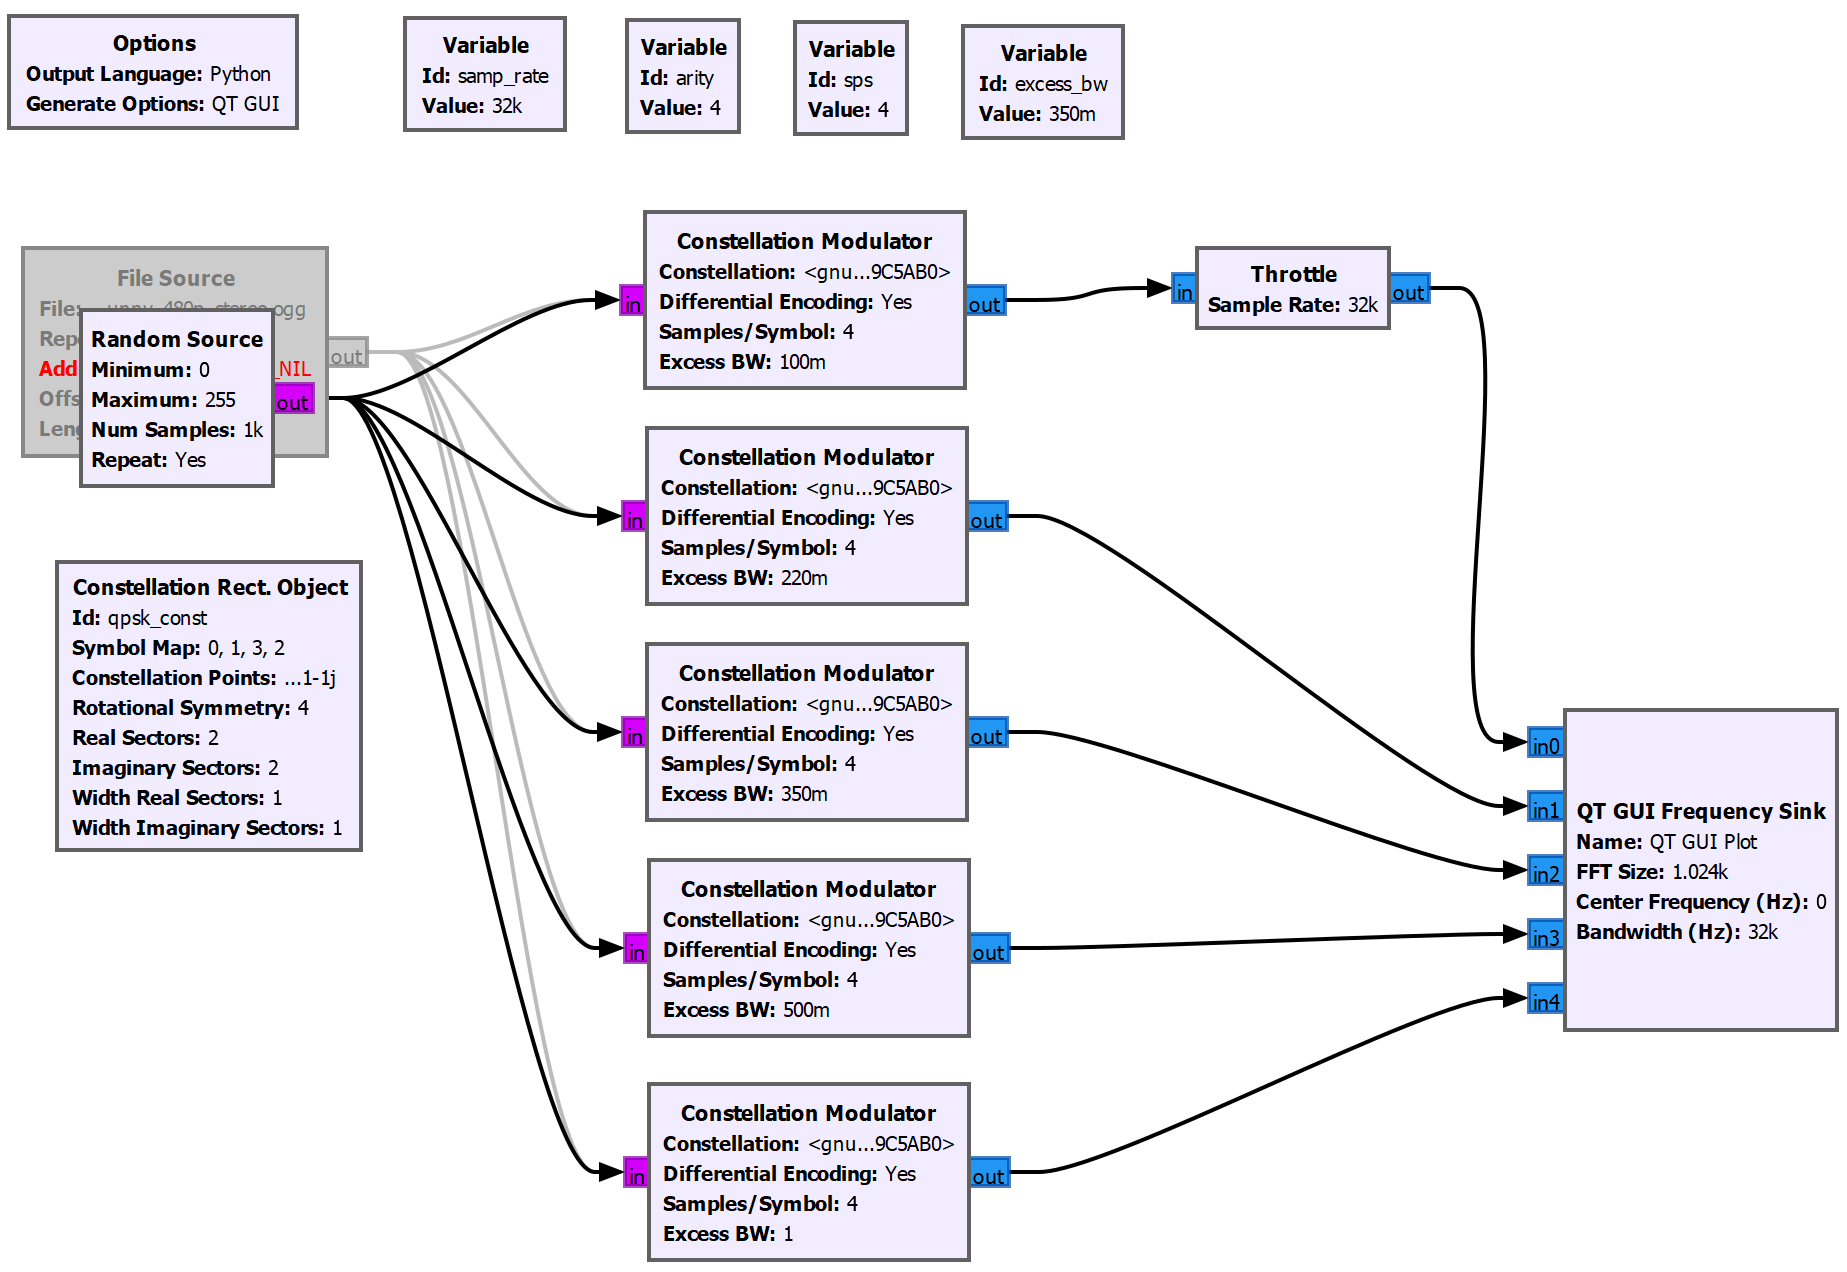 Options
Output Language: Python
Generate Options: QT GUI
Variable
Id: samp_rate
Value: 32k
Variable
Id: arity
Value: 4
Variable
Id: sps
Value: 4
Variable
Id: excess_bw
Value: 350m
File Source
File:
480p_stereo.ogg
Add
_NIL
out
Random Source
Minimum: 0
Maximum: 255
Num Samples: 1k
Repeat: Yes
out
Constellation Rect. Object
Id: qpsk_const
Symbol Map: 0, 1, 3, 2
Constellation Points: ...1-1j
Rotational Symmetry: 4
Real Sectors: 2
Imaginary Sectors: 2
Width Real Sectors: 1
Width Imaginary Sectors: 1
in
Constellation Modulator
Constellation: <gnu...9C5AB0>
Differential Encoding: Yes
Samples/Symbol: 4
Excess BW: 100m
out
in
Throttle
Sample Rate: 32k
out
in
Constellation Modulator
Constellation: <gnu...9C5AB0>
Differential Encoding: Yes
Samples/Symbol: 4
Excess BW: 220m
out
in
Constellation Modulator
Constellation: <gnu...9C5AB0>
Differential Encoding: Yes
Samples/Symbol: 4
Excess BW: 350m
out
in
Constellation Modulator
Constellation: <gnu...9C5AB0>
Differential Encoding: Yes
Samples/Symbol: 4
Excess BW: 500m
out
in
Constellation Modulator
Constellation: <gnu...9C5AB0>
Differential Encoding: Yes
Samples/Symbol: 4
Excess BW: 1
out
in0
in1
in2
in3
in4
QT GUI Frequency Sink
Name: QT GUI Plot
FFT Size: 1.024k
Center Frequency (Hz): 0
Bandwidth (Hz): 32k